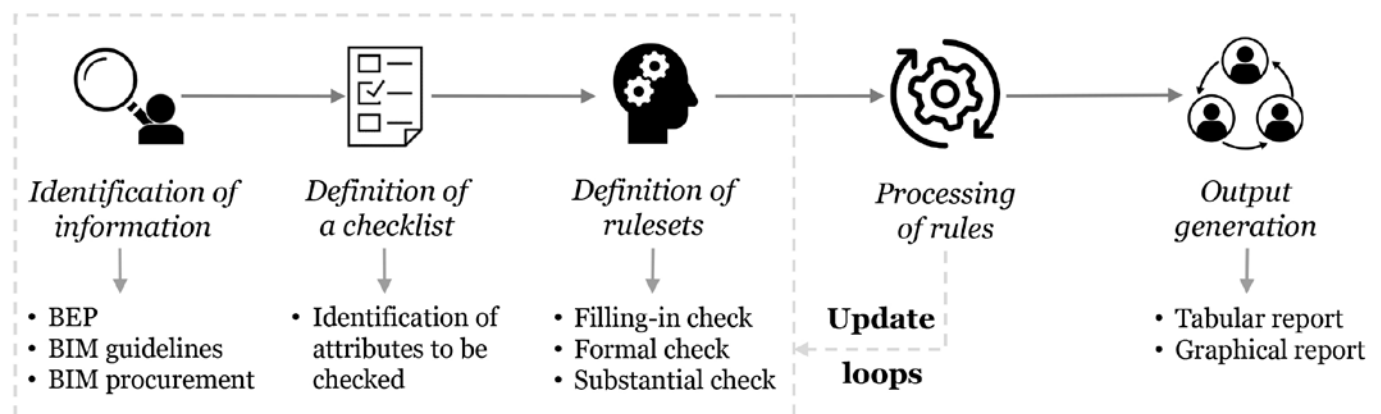 Identification of
information
Definition of
a checklist
Definition of
rulesets
Processing
of rules
Output
generation
• BEP
• BIM guidelines
• BIM procurement
• Identification of
attributes to be
checked
• Filling-in check
• Formal check
• Substantial check
Update
loops
• Tabular report
• Graphical report